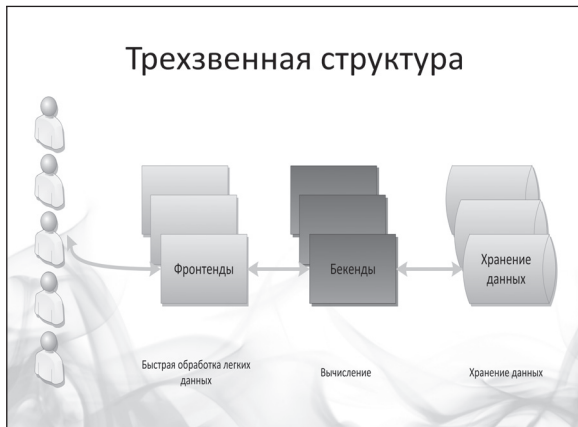 Трехзвенная структура
Фронтенды
Бекенды
Хранение
данных
Быстрая обработка легких
данных
Вычисление
Хранение данных